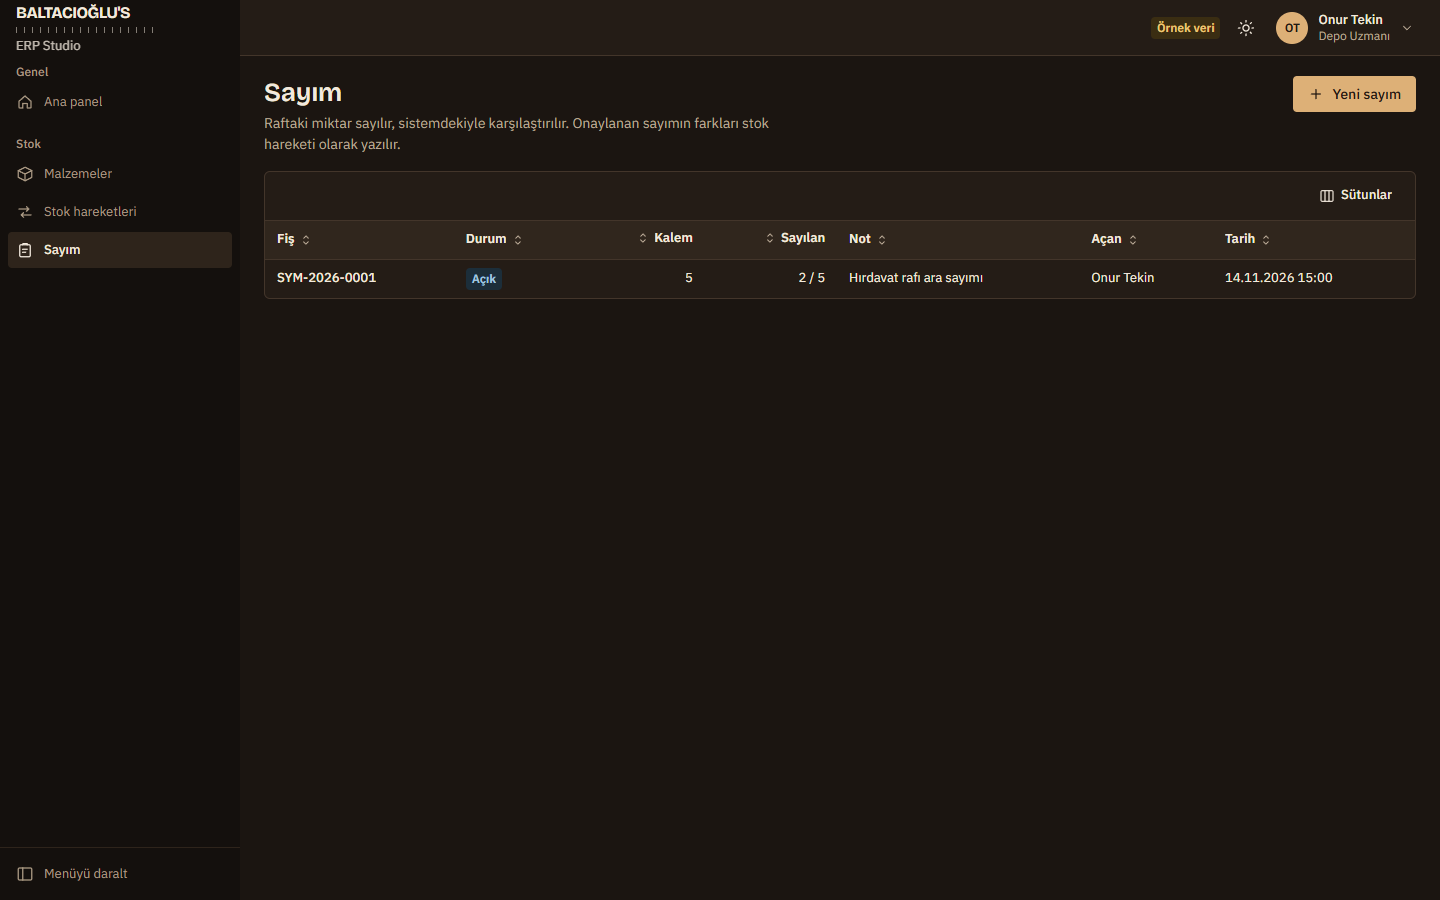 BALTACIOĞLU'S
ERP Studio
Genel
Ana panel
Stok
Malzemeler
Stok hareketleri
Sayım
Menüyü daralt
Örnek veri
OT
Onur Tekin
Depo Uzmanı
Sayım
Raftaki miktar sayılır, sistemdekiyle karşılaştırılır. Onaylanan sayımın farkları stok
hareketi olarak yazılır.
Yeni sayım
Sütunlar
Fiş Durum Kalem Sayılan Not Açan Tarih
SYM-2026-0001 Açık 5 2 / 5 Hırdavat rafı ara sayımı Onur Tekin 14.11.2026 15:00